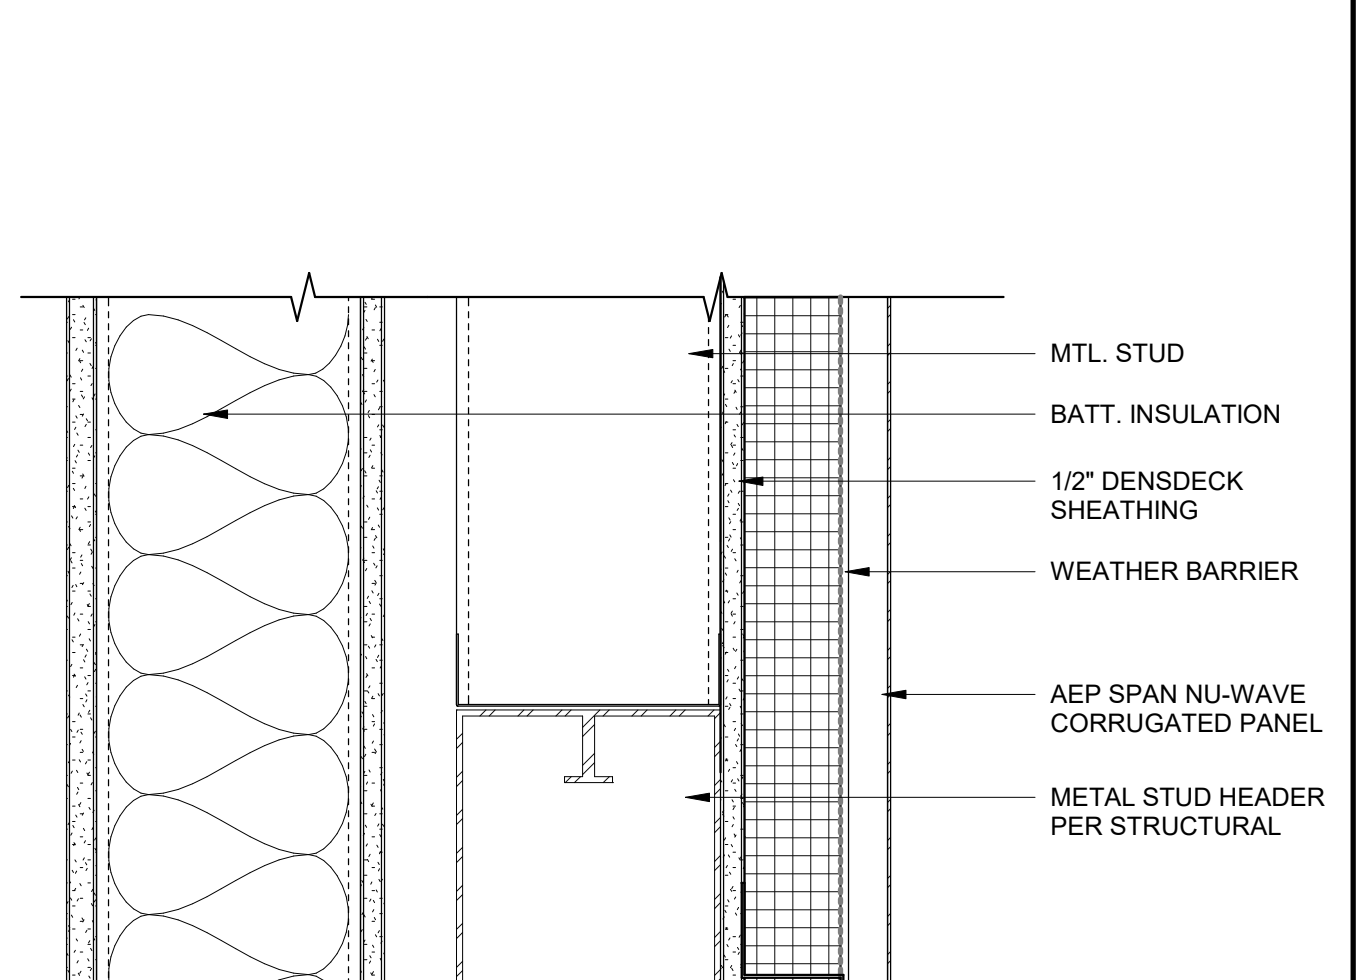 MTL. STUD
BATT. INSULATION
1/2" DENSDECK
SHEATHING
WEATHER BARRIER
AEP SPAN NU-WAVE
CORRUGATED PANEL
METAL STUD HEADER
PER STRUCTURAL